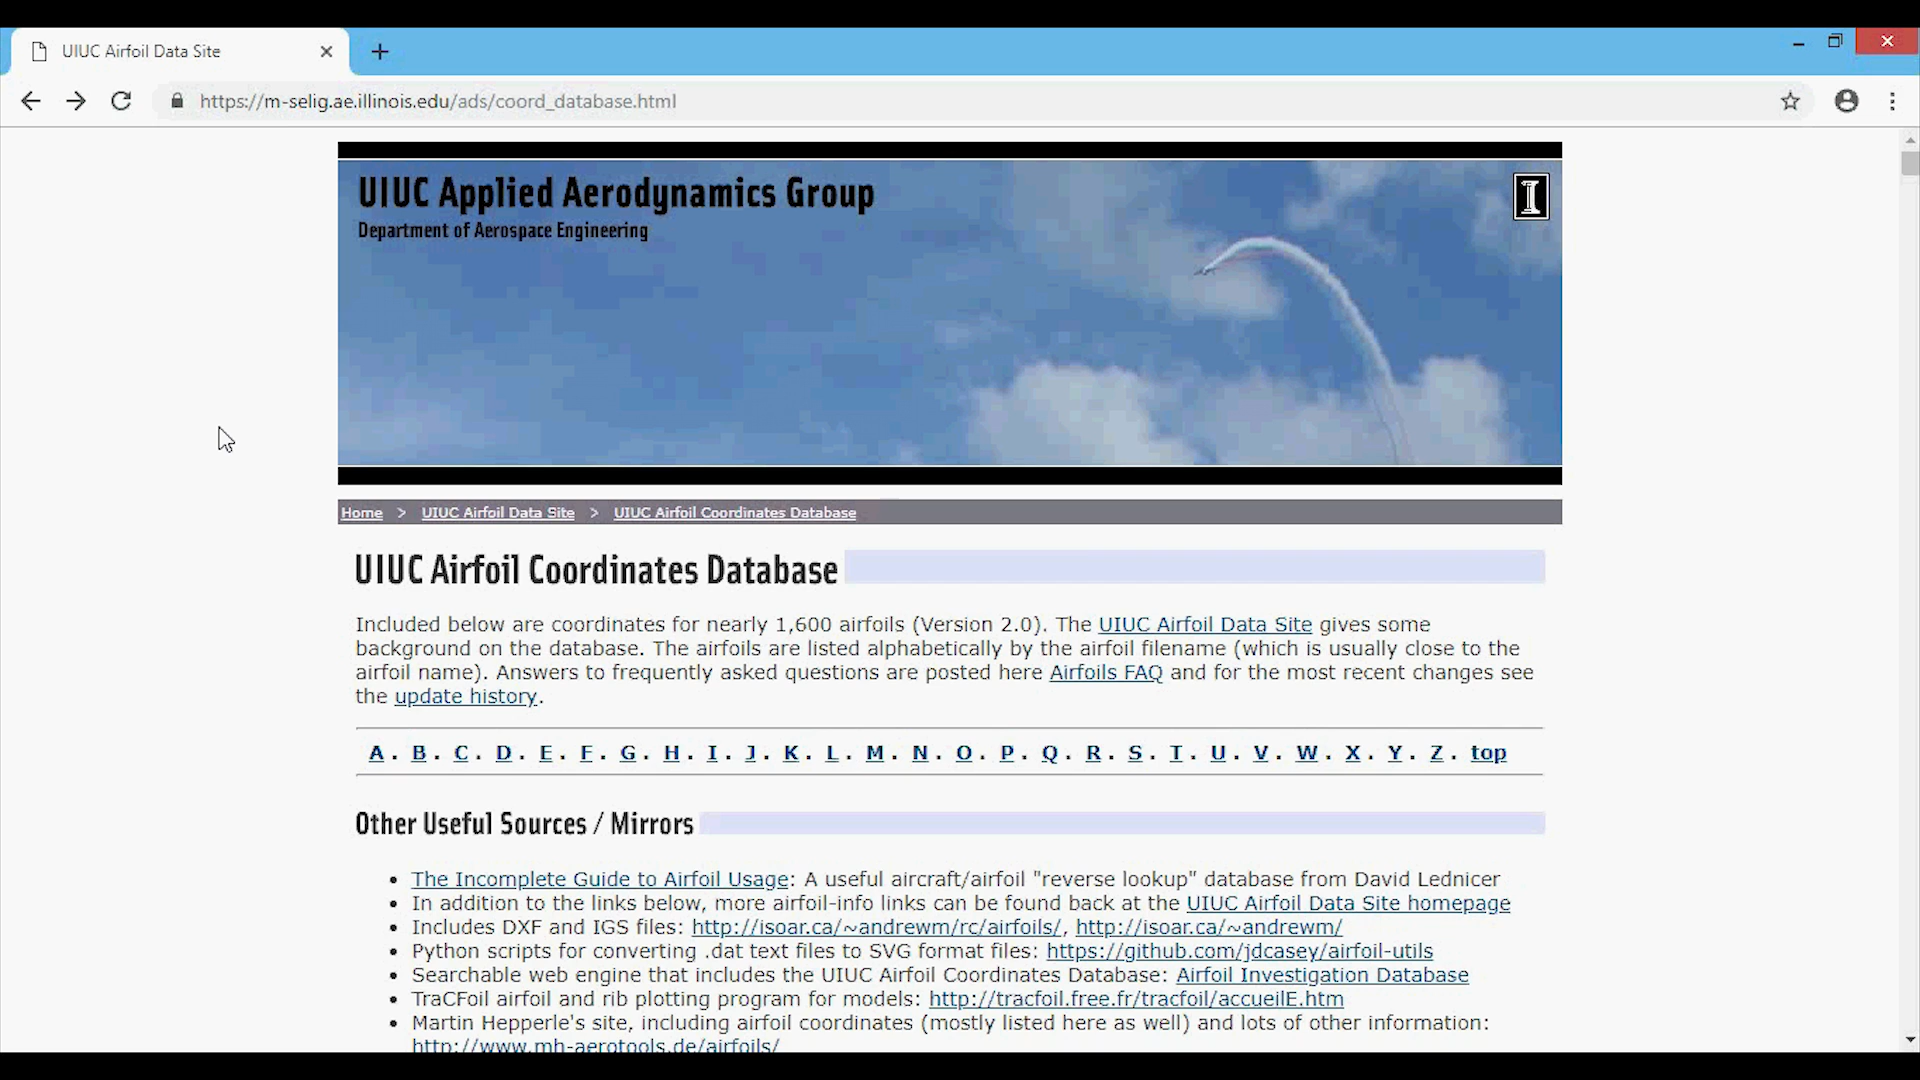 UIUC Airfoil Data Site
https://m-selig.ae.illinois.edu/ads/coord_database.html
UIUC Applied Aerodynamics Group
I
Department of Aerospace Engineering
Home > UIUC Airfoil Data Site > UIUC Airfoil Coordinates Database
UIUC Airfoil Coordinates Database
Included below are coordinates for nearly 1,600 airfoils (Version 2.0). The UIUC Airfoil Data Site gives some
background on the database. The airfoils are listed alphabetically by the airfoil filename (which is usually close to the
airfoil name). Answers to frequently asked questions are posted here Airfoils FAQ and for the most recent changes see
the update history.
A . B . C . D . E . F . G . H . I . J . K . L . M . N . O . P . Q . R . S . T . U . V . W . X . Y . Z . top
Other Useful Sources / Mirrors
• The Incomplete Guide to Airfoil Usage: A useful aircraft/airfoil "reverse lookup" database from David Lednicer
• In addition to the links below, more airfoil-info links can be found back at the UIUC Airfoil Data Site homepage
• Includes DXF and IGS files: http://isoar.ca/~andrewm/rc/airfoils/, http://isoar.ca/~andrewm/
• Python scripts for converting .dat text files to SVG format files: https://github.com/jdcasey/airfoil-utils
• Searchable web engine that includes the UIUC Airfoil Coordinates Database: Airfoil Investigation Database
• TraCFoil airfoil and rib plotting program for models: http://tracfoil.free.fr/tracfoil/accueilE.htm
• Martin Hepperle's site, including airfoil coordinates (mostly listed here as well) and lots of other information:
http://www.mh-aerotools.de/airfoils/